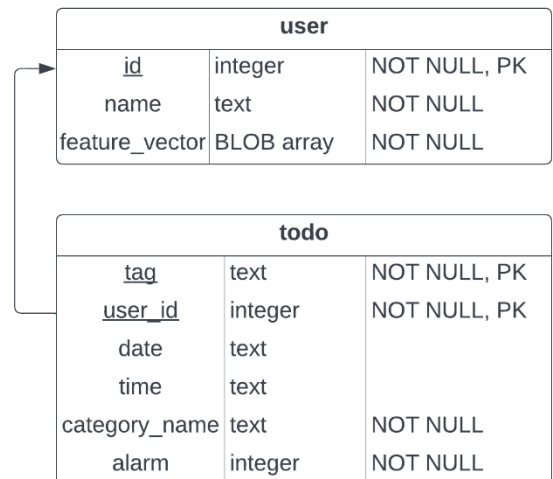 user
id integer NOT NULL, PK
name text NOT NULL
feature_vector BLOB array NOT NULL
todo
tag text NOT NULL, PK
user_id integer NOT NULL, PK
date text
time text
category_name text NOT NULL
alarm integer NOT NULL